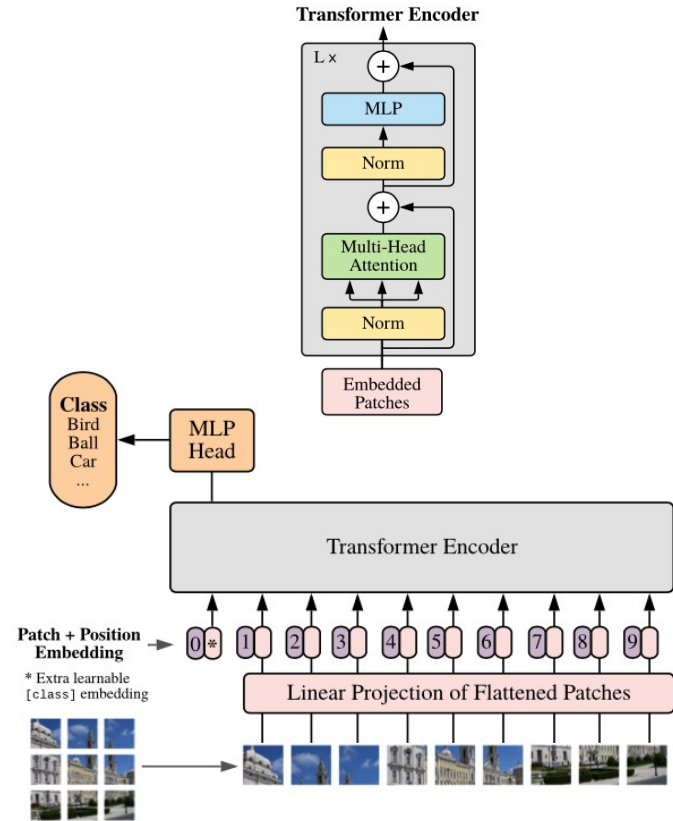 Transformer Encoder
L ×
+
MLP
Norm
+
Multi-Head
Attention
Norm
Embedded
Patches
Class
Bird
Ball
Car
...
MLP
Head
Transformer Encoder
Patch + Position
Embedding
0 * 1 2 3 4 5 6 7 8 9
* Extra learnable
[class] embedding
Linear Projection of Flattened Patches